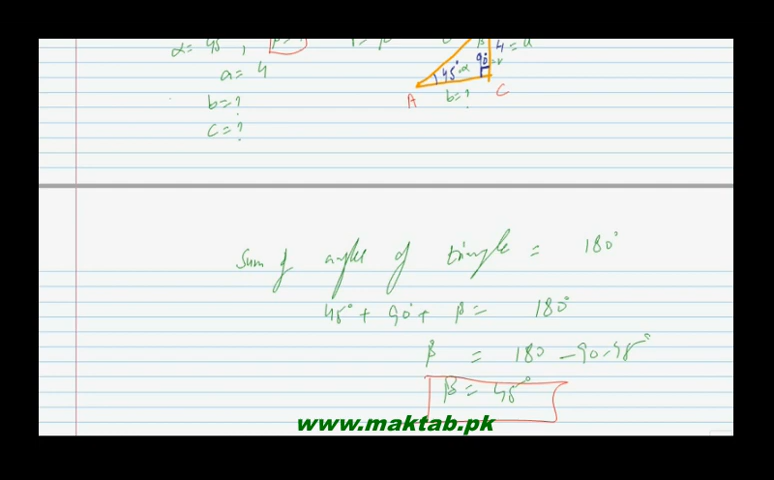 α = 45°, β = ?
4 = a
a = 4
45° α
90° = γ
b = ?
A
b = ?
C
c = ?
Sum of angles of triangle = 180°
45° + 90° + β = 180°
β = 180 - 90 - 45°
β = 45°
www.maktab.pk